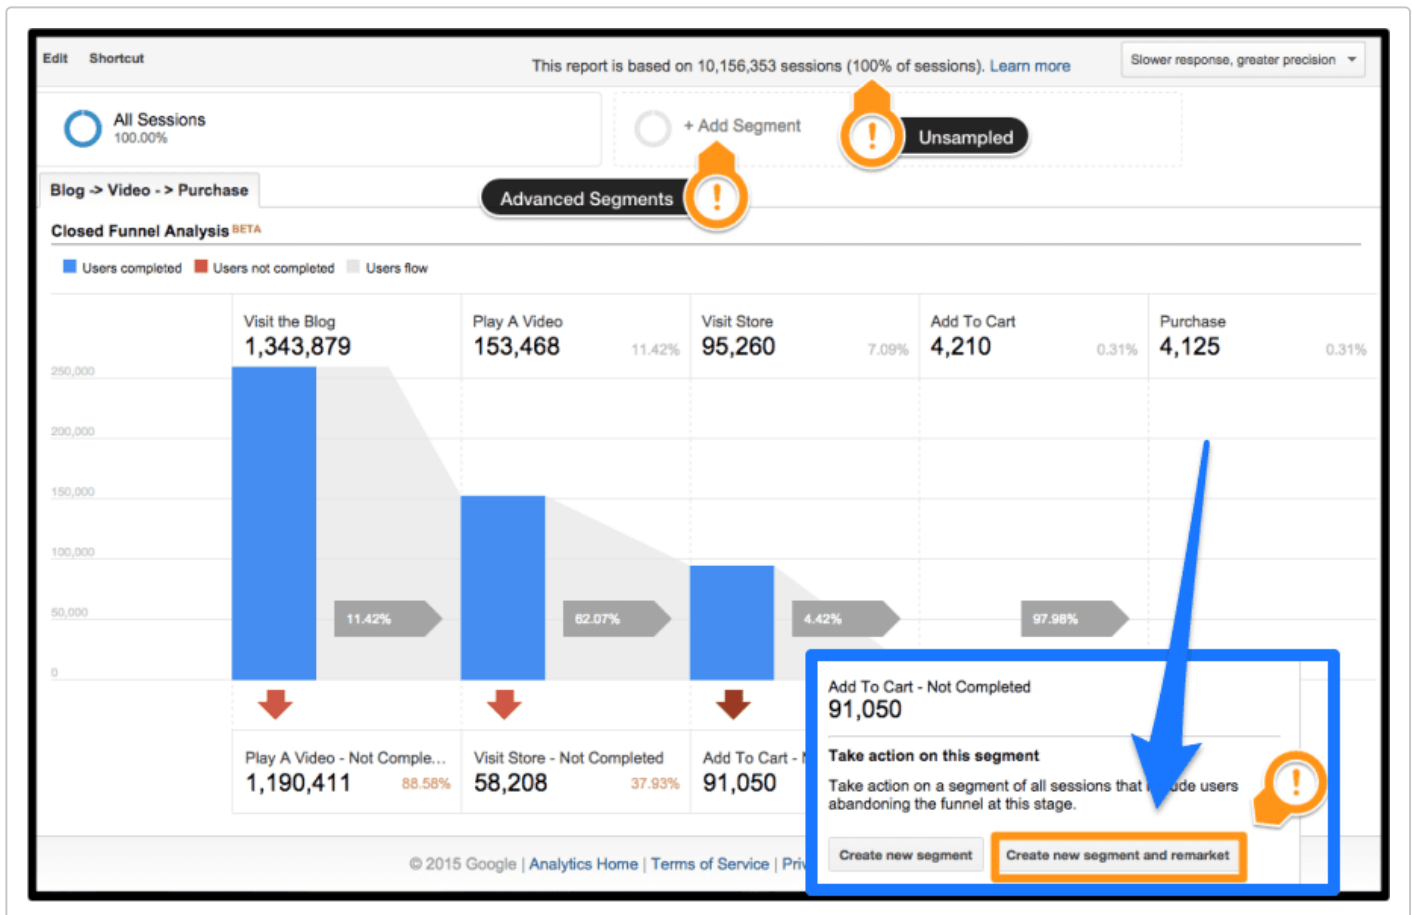 Edit Shortcut
This report is based on 10,156,353 sessions (100% of sessions). Learn more
Slower response, greater precision
All Sessions
100.00%
+ Add Segment
Unsampled
Advanced Segments
Blog -> Video - > Purchase
Closed Funnel Analysis BETA
Users completed Users not completed Users flow
Visit the Blog
1,343,879
Play A Video
153,468 11.42%
Visit Store
95,260 7.09%
Add To Cart
4,210 0.31%
Purchase
4,125 0.31%
250,000
200,000
150,000
100,000
50,000
0
11.42%
62.07%
4.42%
97.98%
Play A Video - Not Comple...
1,190,411 88.58%
Visit Store - Not Completed
58,208 37.93%
Add To Cart -
91,050
Add To Cart - Not Completed
91,050
Take action on this segment
Take action on a segment of all sessions that users
abandoning the funnel at this stage.
Create new segment
Create new segment and remarket
© 2015 Google | Analytics Home | Terms of Service |